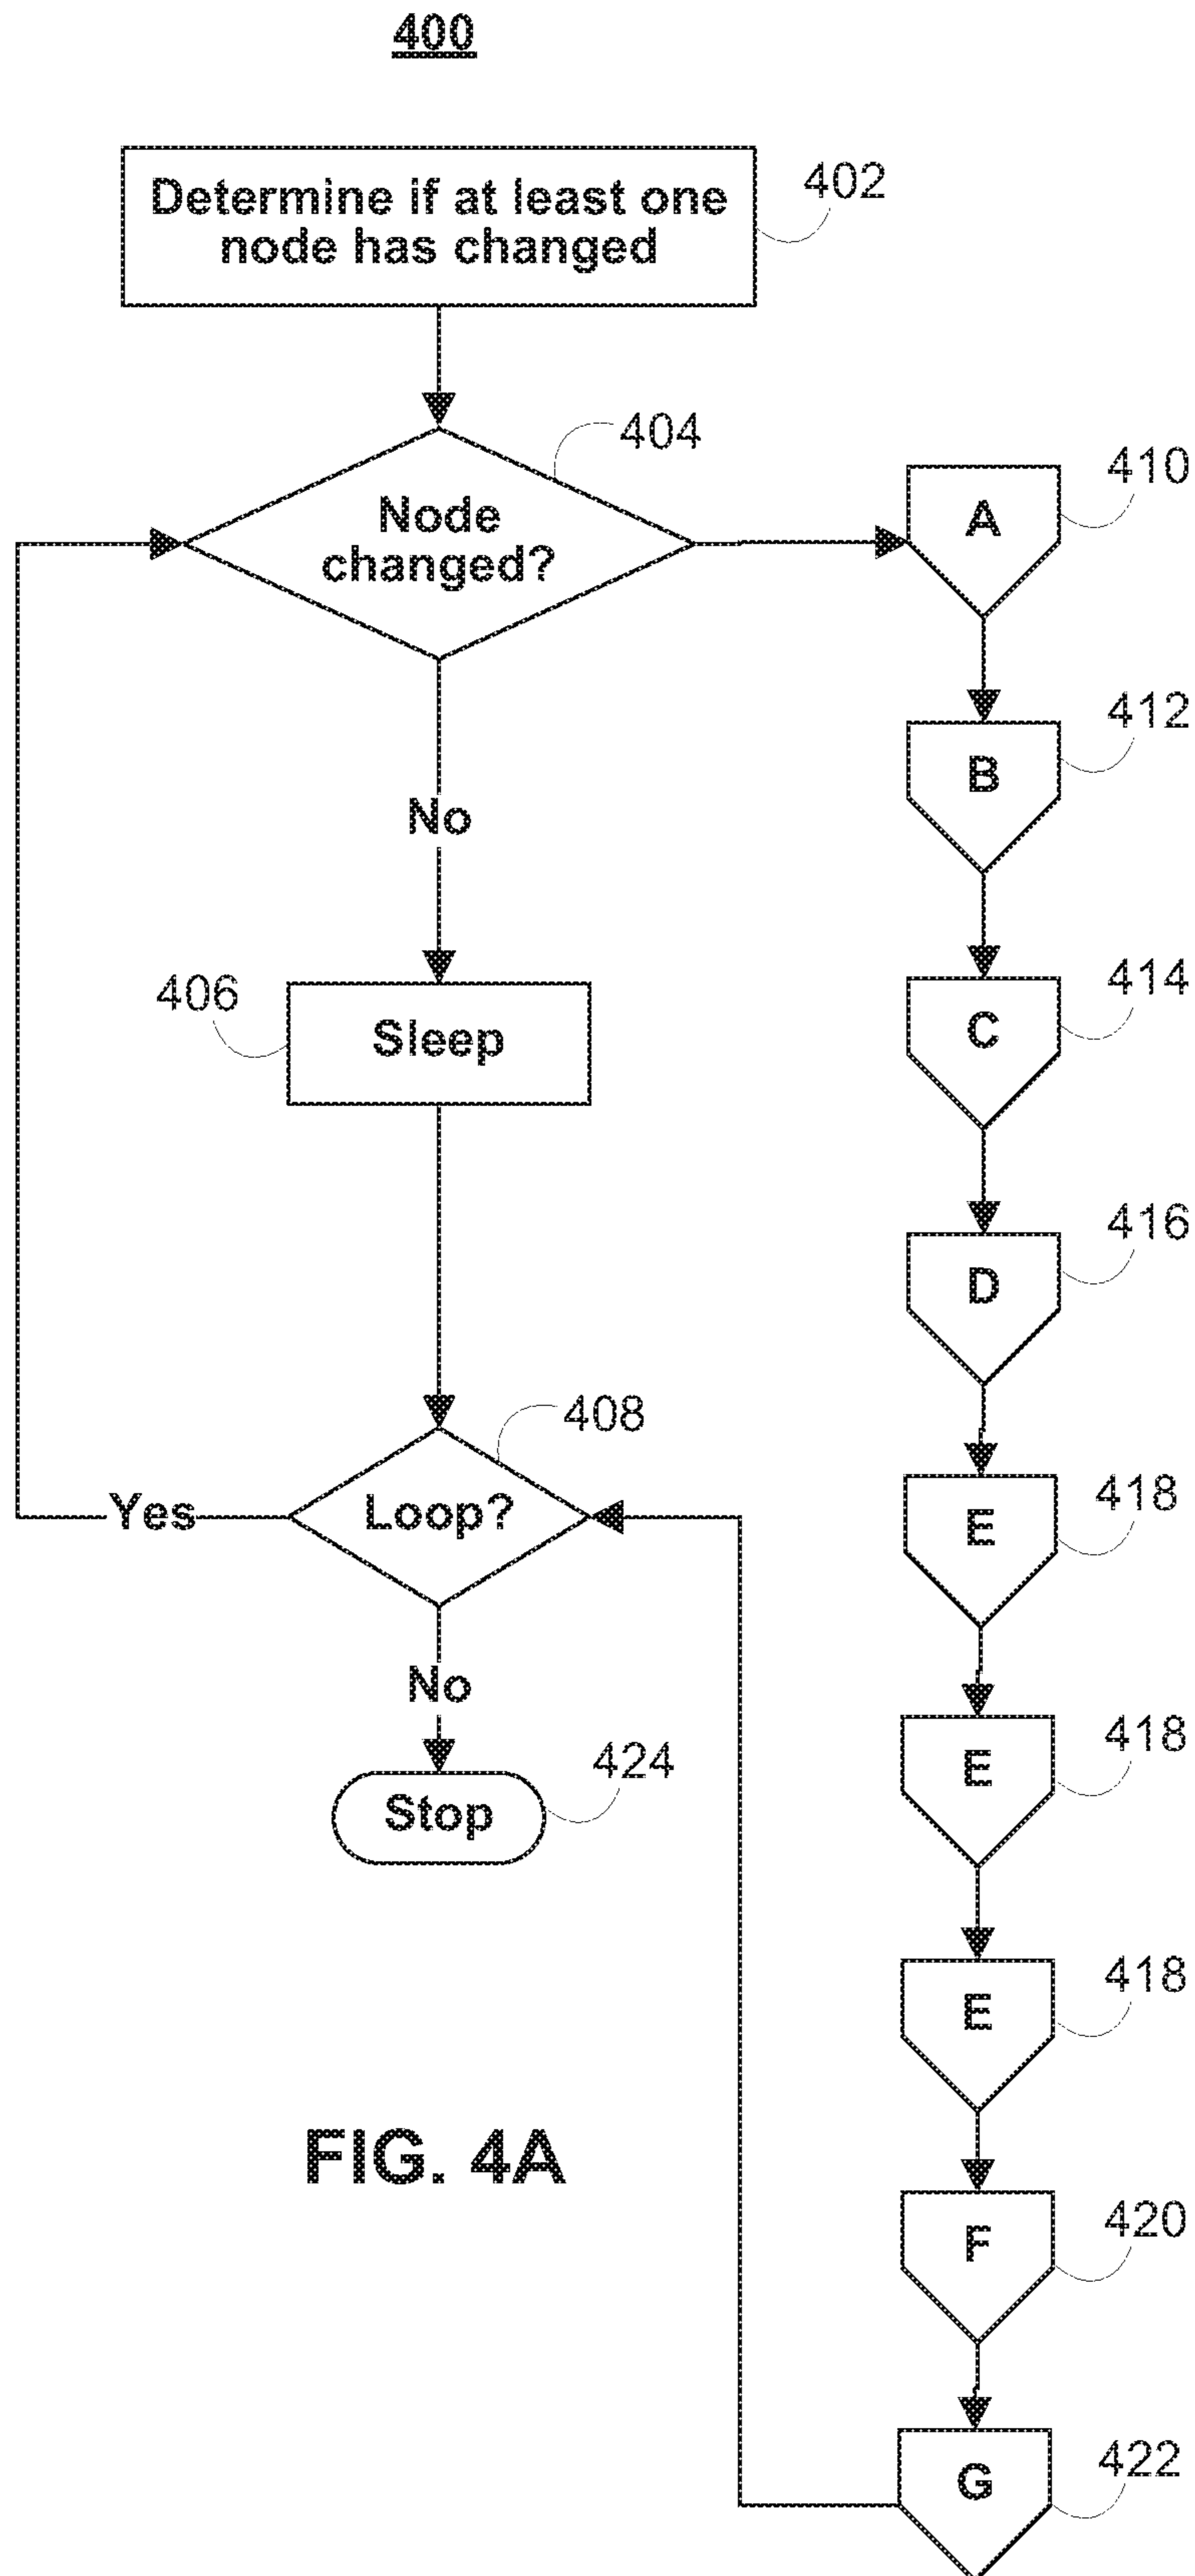 400
Determine if at least one
node has changed
402
Node
changed?
404
A
410
B
412
No
C
414
406
Sleep
D
416
408
Loop?
Yes
E
418
No
E
418
Stop
424
E
418
FIG. 4A
F
420
G
422